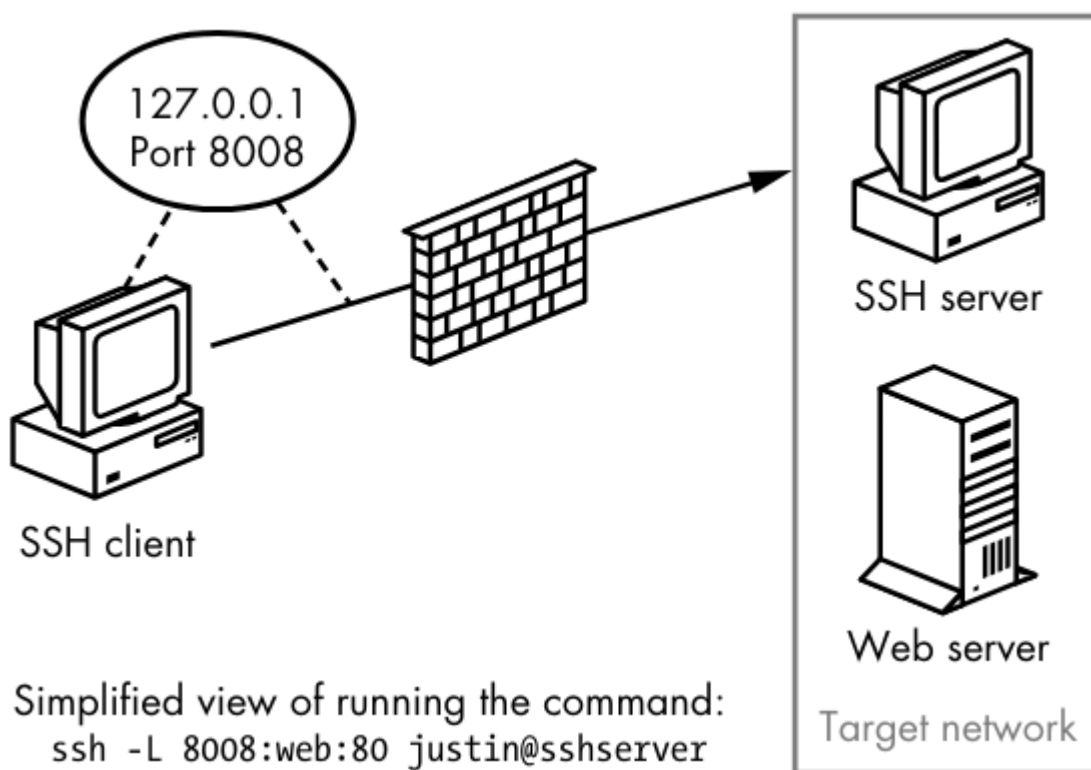 127.0.0.1
Port 8008
SSH client
SSH server
Web server
Target network
Simplified view of running the command:
ssh -L 8008:web:80 justin@sshserver